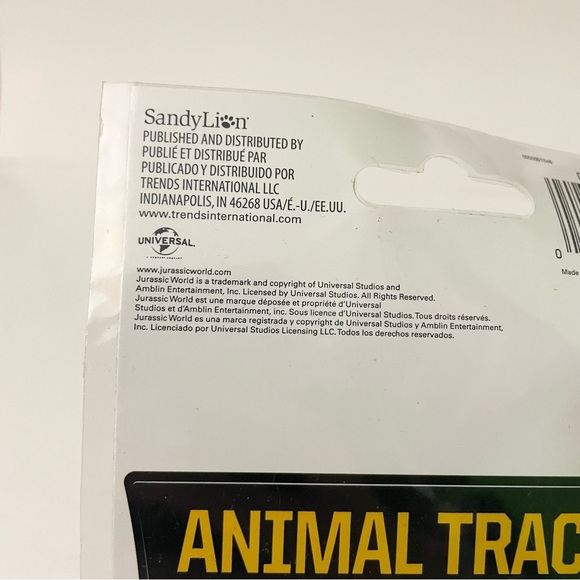 SandyLion
PUBLISHED AND DISTRIBUTED BY
PUBLIÉ ET DISTRIBUÉ PAR
PUBLICADO Y DISTRIBUIDO POR
TRENDS INTERNATIONAL LLC
INDIANAPOLIS, IN 46268 USA/É.-U./EE.UU.
www.trendsinternational.com
UNIVERSAL
www.jurassicworld.com
Jurassic World is a trademark and copyright of Universal Studios and
Amblin Entertainment, Inc. Licensed by Universal Studios. All Rights Reserved.
Jurassic World est une marque déposée et propriété d'Universal
Studios et d'Amblin Entertainment, inc. Sous licence d'Universal Studios. Tous droits réservés.
Jurassic World es una marca registrada y copyright de Universal Studios y Amblin Entertainment,
Inc. Licenciado por Universal Studios Licensing LLC. Todos los derechos reservados.
0
Made
ANIMAL TRAC